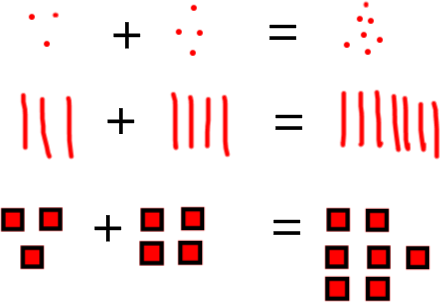 + =
+ =
+ =